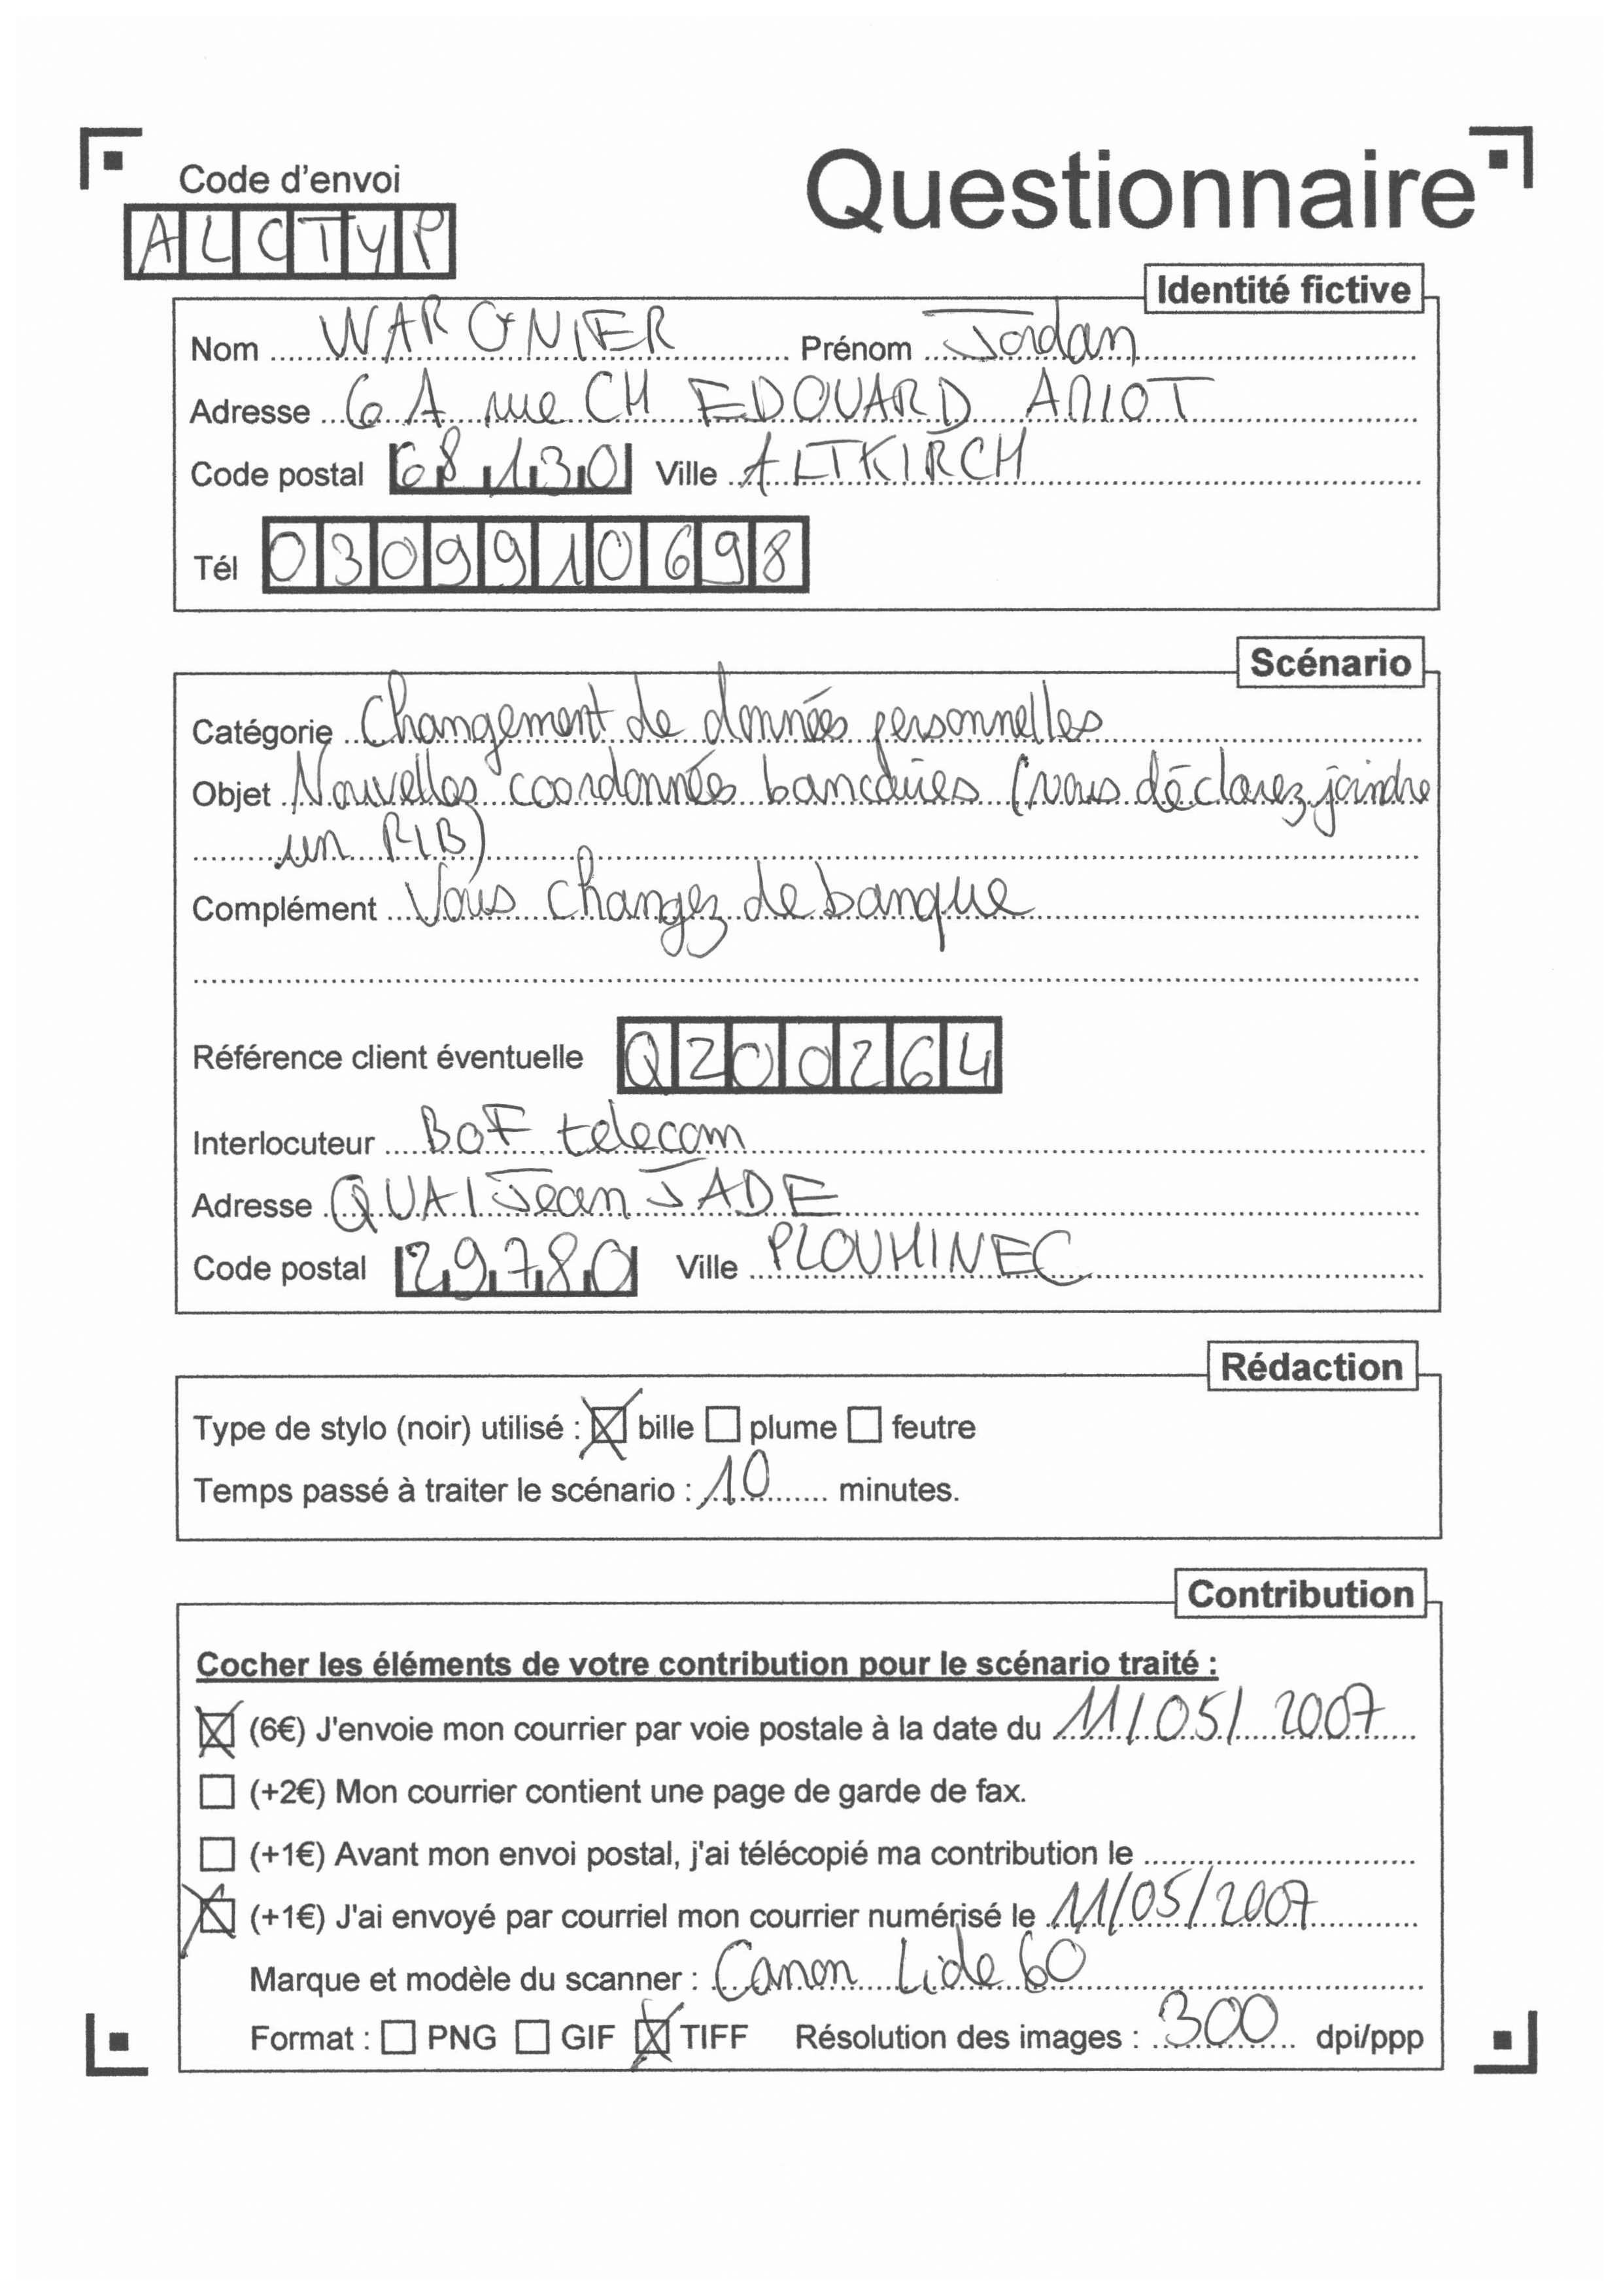 Code d'envoi
Questionnaire
ALCTYP
Identité fictive
Nom WARGNIER Prénom Jordan
Adresse 6A rue CH EDOUARD AMIOT
Code postal 68130 Ville ALTKIRCH
Tél 0309910698
Scénario
Catégorie Changement de données personnelles
Objet Nouvelles coordonnées bancaires (vous déclarez joindre
un RIB)
Complément Vous changez de banque
Référence client éventuelle QZ00264
Interlocuteur BOF telecom
Adresse QUAI Jean JADE
Code postal 29780 Ville PLOUHINEC
Rédaction
Type de stylo (noir) utilisé : bille plume feutre
Temps passé à traiter le scénario : 10 minutes.
Contribution
Cocher les éléments de votre contribution pour le scénario traité :
(6€) J'envoie mon courrier par voie postale à la date du 11/05/2007
(+2€) Mon courrier contient une page de garde de fax.
(+1€) Avant mon envoi postal, j'ai télécopié ma contribution le
(+1€) J'ai envoyé par courriel mon courrier numérisé le 11/05/2007
Marque et modèle du scanner : Canon Lide 60
Format : PNG GIF TIFF Résolution des images : 300 dpi/ppp